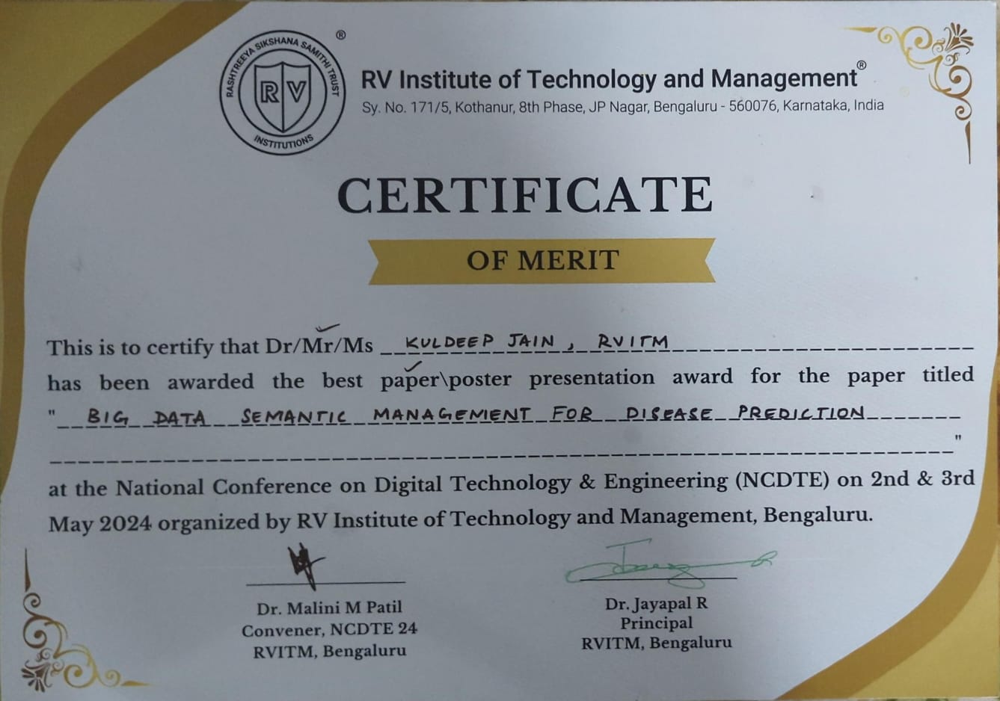 RASHTREEYA SIKSHANA SAMITHI TRUST
®
RV
INSTITUTIONS
RV Institute of Technology and Management®
Sy. No. 171/5, Kothanur, 8th Phase, JP Nagar, Bengaluru - 560076, Karnataka, India
CERTIFICATE
OF MERIT
This is to certify that Dr/Mr/Ms KULDEEP JAIN, RVITM
has been awarded the best paper\poster presentation award for the paper titled
" BIG DATA SEMANTIC MANAGEMENT FOR DISEASE PREDICTION
"
at the National Conference on Digital Technology & Engineering (NCDTE) on 2nd & 3rd
May 2024 organized by RV Institute of Technology and Management, Bengaluru.
Dr. Malini M Patil
Convener, NCDTE 24
RVITM, Bengaluru
Dr. Jayapal R
Principal
RVITM, Bengaluru